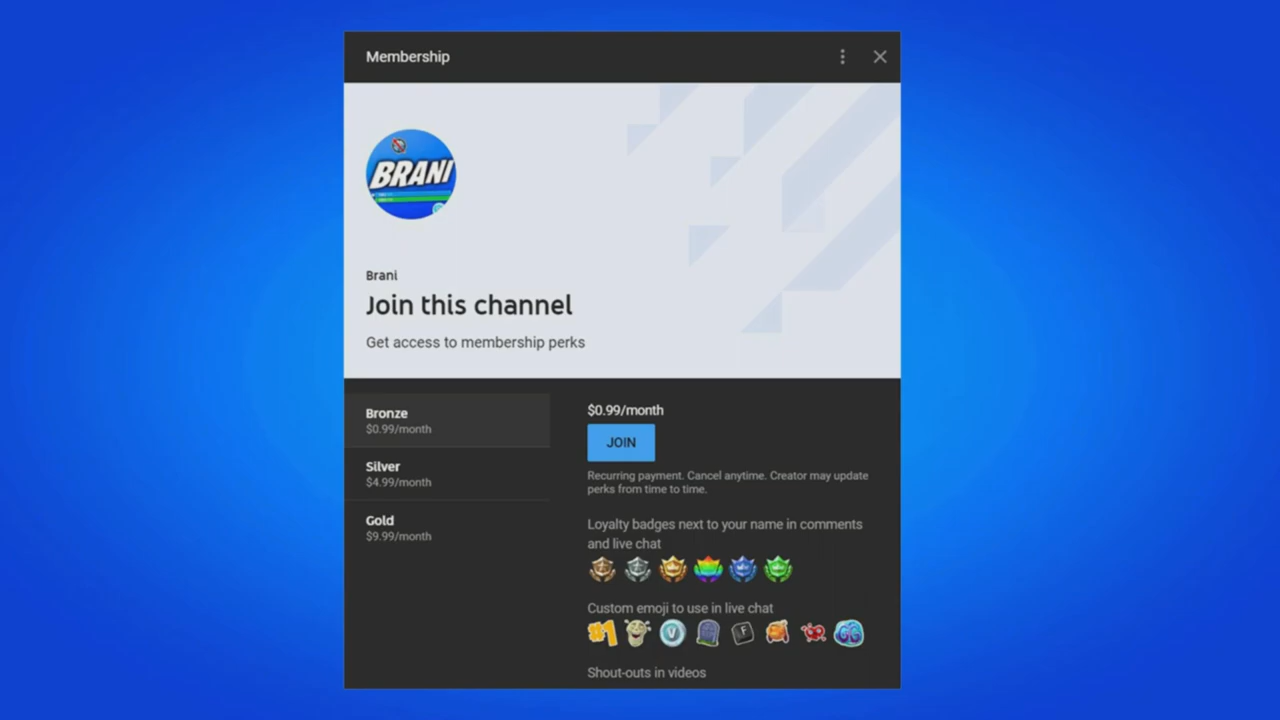 Membership
BRANI
Brani
Join this channel
Get access to membership perks
Bronze
$0.99/month
Silver
$4.99/month
Gold
$9.99/month
$0.99/month
JOIN
Recurring payment. Cancel anytime. Creator may update
perks from time to time.
Loyalty badges next to your name in comments
and live chat
Custom emoji to use in live chat
#1
V
F
GG
Shout-outs in videos